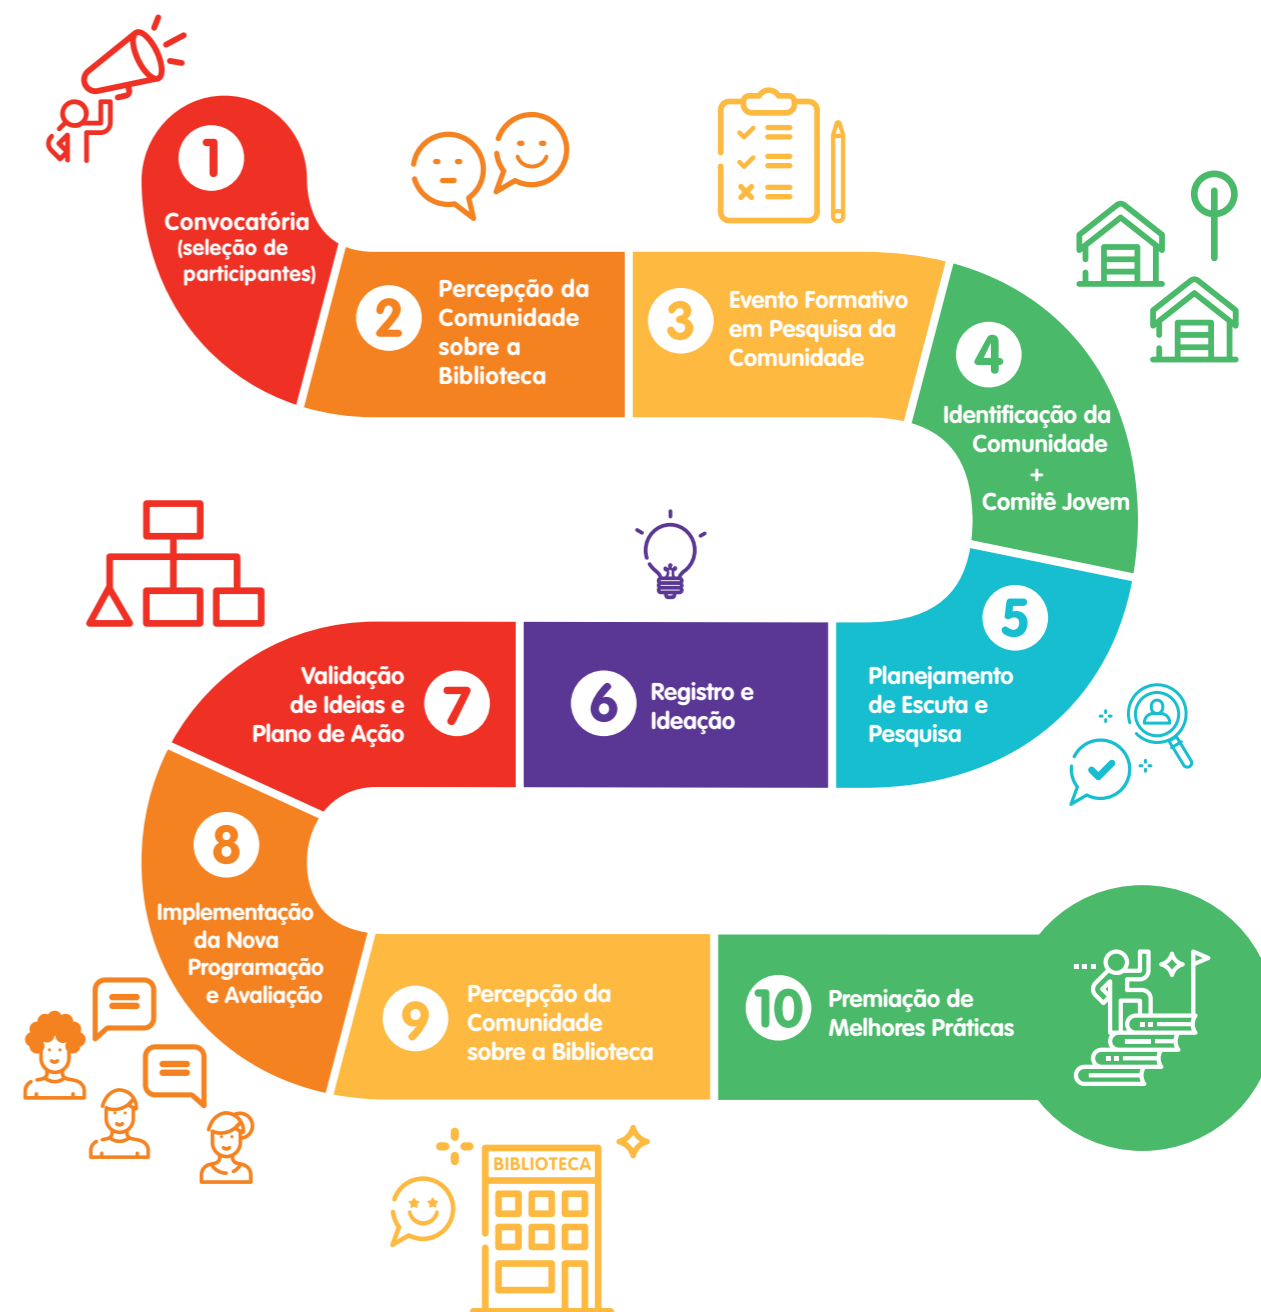 1
Convocatória
(seleção de
participantes)
2
Percepção da
Comunidade
sobre a
Biblioteca
3
Evento Formativo
em Pesquisa da
Comunidade
4
Identificação da
Comunidade
+
Comitê Jovem
5
Planejamento
de Escuta e
Pesquisa
6
Registro e
Ideação
7
Validação
de Ideias e
Plano de Ação
8
Implementação
da Nova
Programação
e Avaliação
9
Percepção da
Comunidade
sobre a Biblioteca
10
Premiação de
Melhores Práticas
BIBLIOTECA